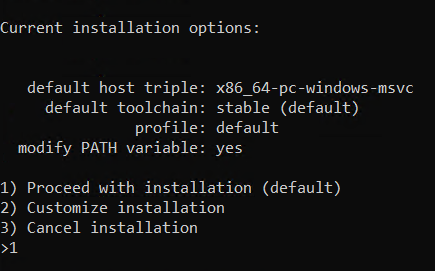 Current installation options:
default host triple: x86_64-pc-windows-msvc
default toolchain: stable (default)
profile: default
modify PATH variable: yes
1) Proceed with installation (default)
2) Customize installation
3) Cancel installation
>1